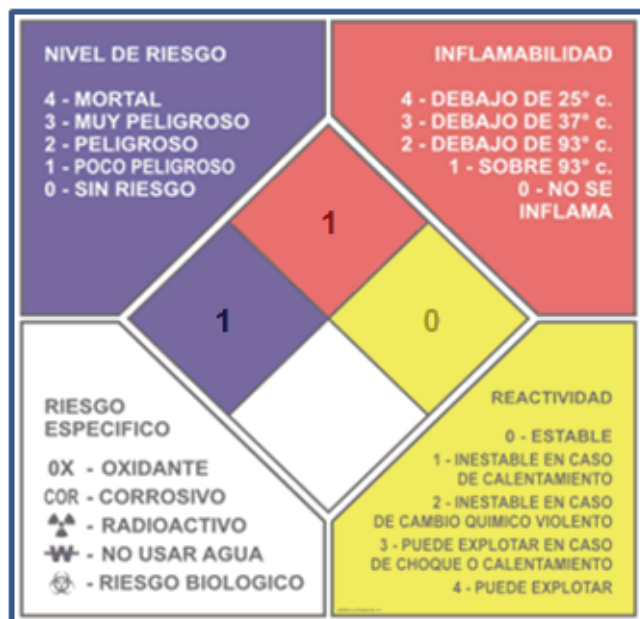 NIVEL DE RIESGO
4 - MORTAL
3 - MUY PELIGROSO
2 - PELIGROSO
1 - POCO PELIGROSO
0 - SIN RIESGO
INFLAMABILIDAD
4 - DEBAJO DE 25° c.
3 - DEBAJO DE 37° c.
2 - DEBAJO DE 93° c.
1 - SOBRE 93° c.
0 - NO SE
INFLAMA
1
1
0
RIESGO
ESPECIFICO
0X - OXIDANTE
COR - CORROSIVO
- RADIOACTIVO
W - NO USAR AGUA
- RIESGO BIOLOGICO
REACTIVIDAD
0 - ESTABLE
1 - INESTABLE EN CASO
DE CALENTAMIENTO
2 - INESTABLE EN CASO
DE CAMBIO QUIMICO VIOLENTO
3 - PUEDE EXPLOTAR EN CASO
DE CHOQUE O CALENTAMIENTO
4 - PUEDE EXPLOTAR